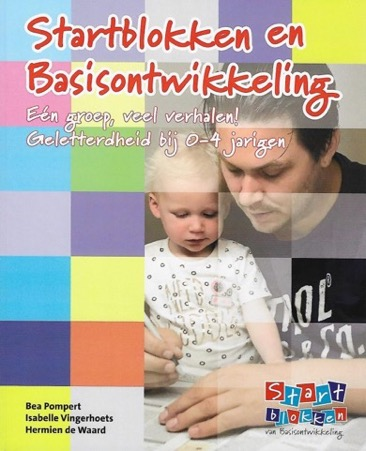 Startblokken en
Basisontwikkeling
Eén groep, veel verhalen!
Geletterdheid bij 0-4 jarigen
Bea Pompert
Isabelle Vingerhoets
Hermien de Waard
Start
blokken
van Basisontwikkeling